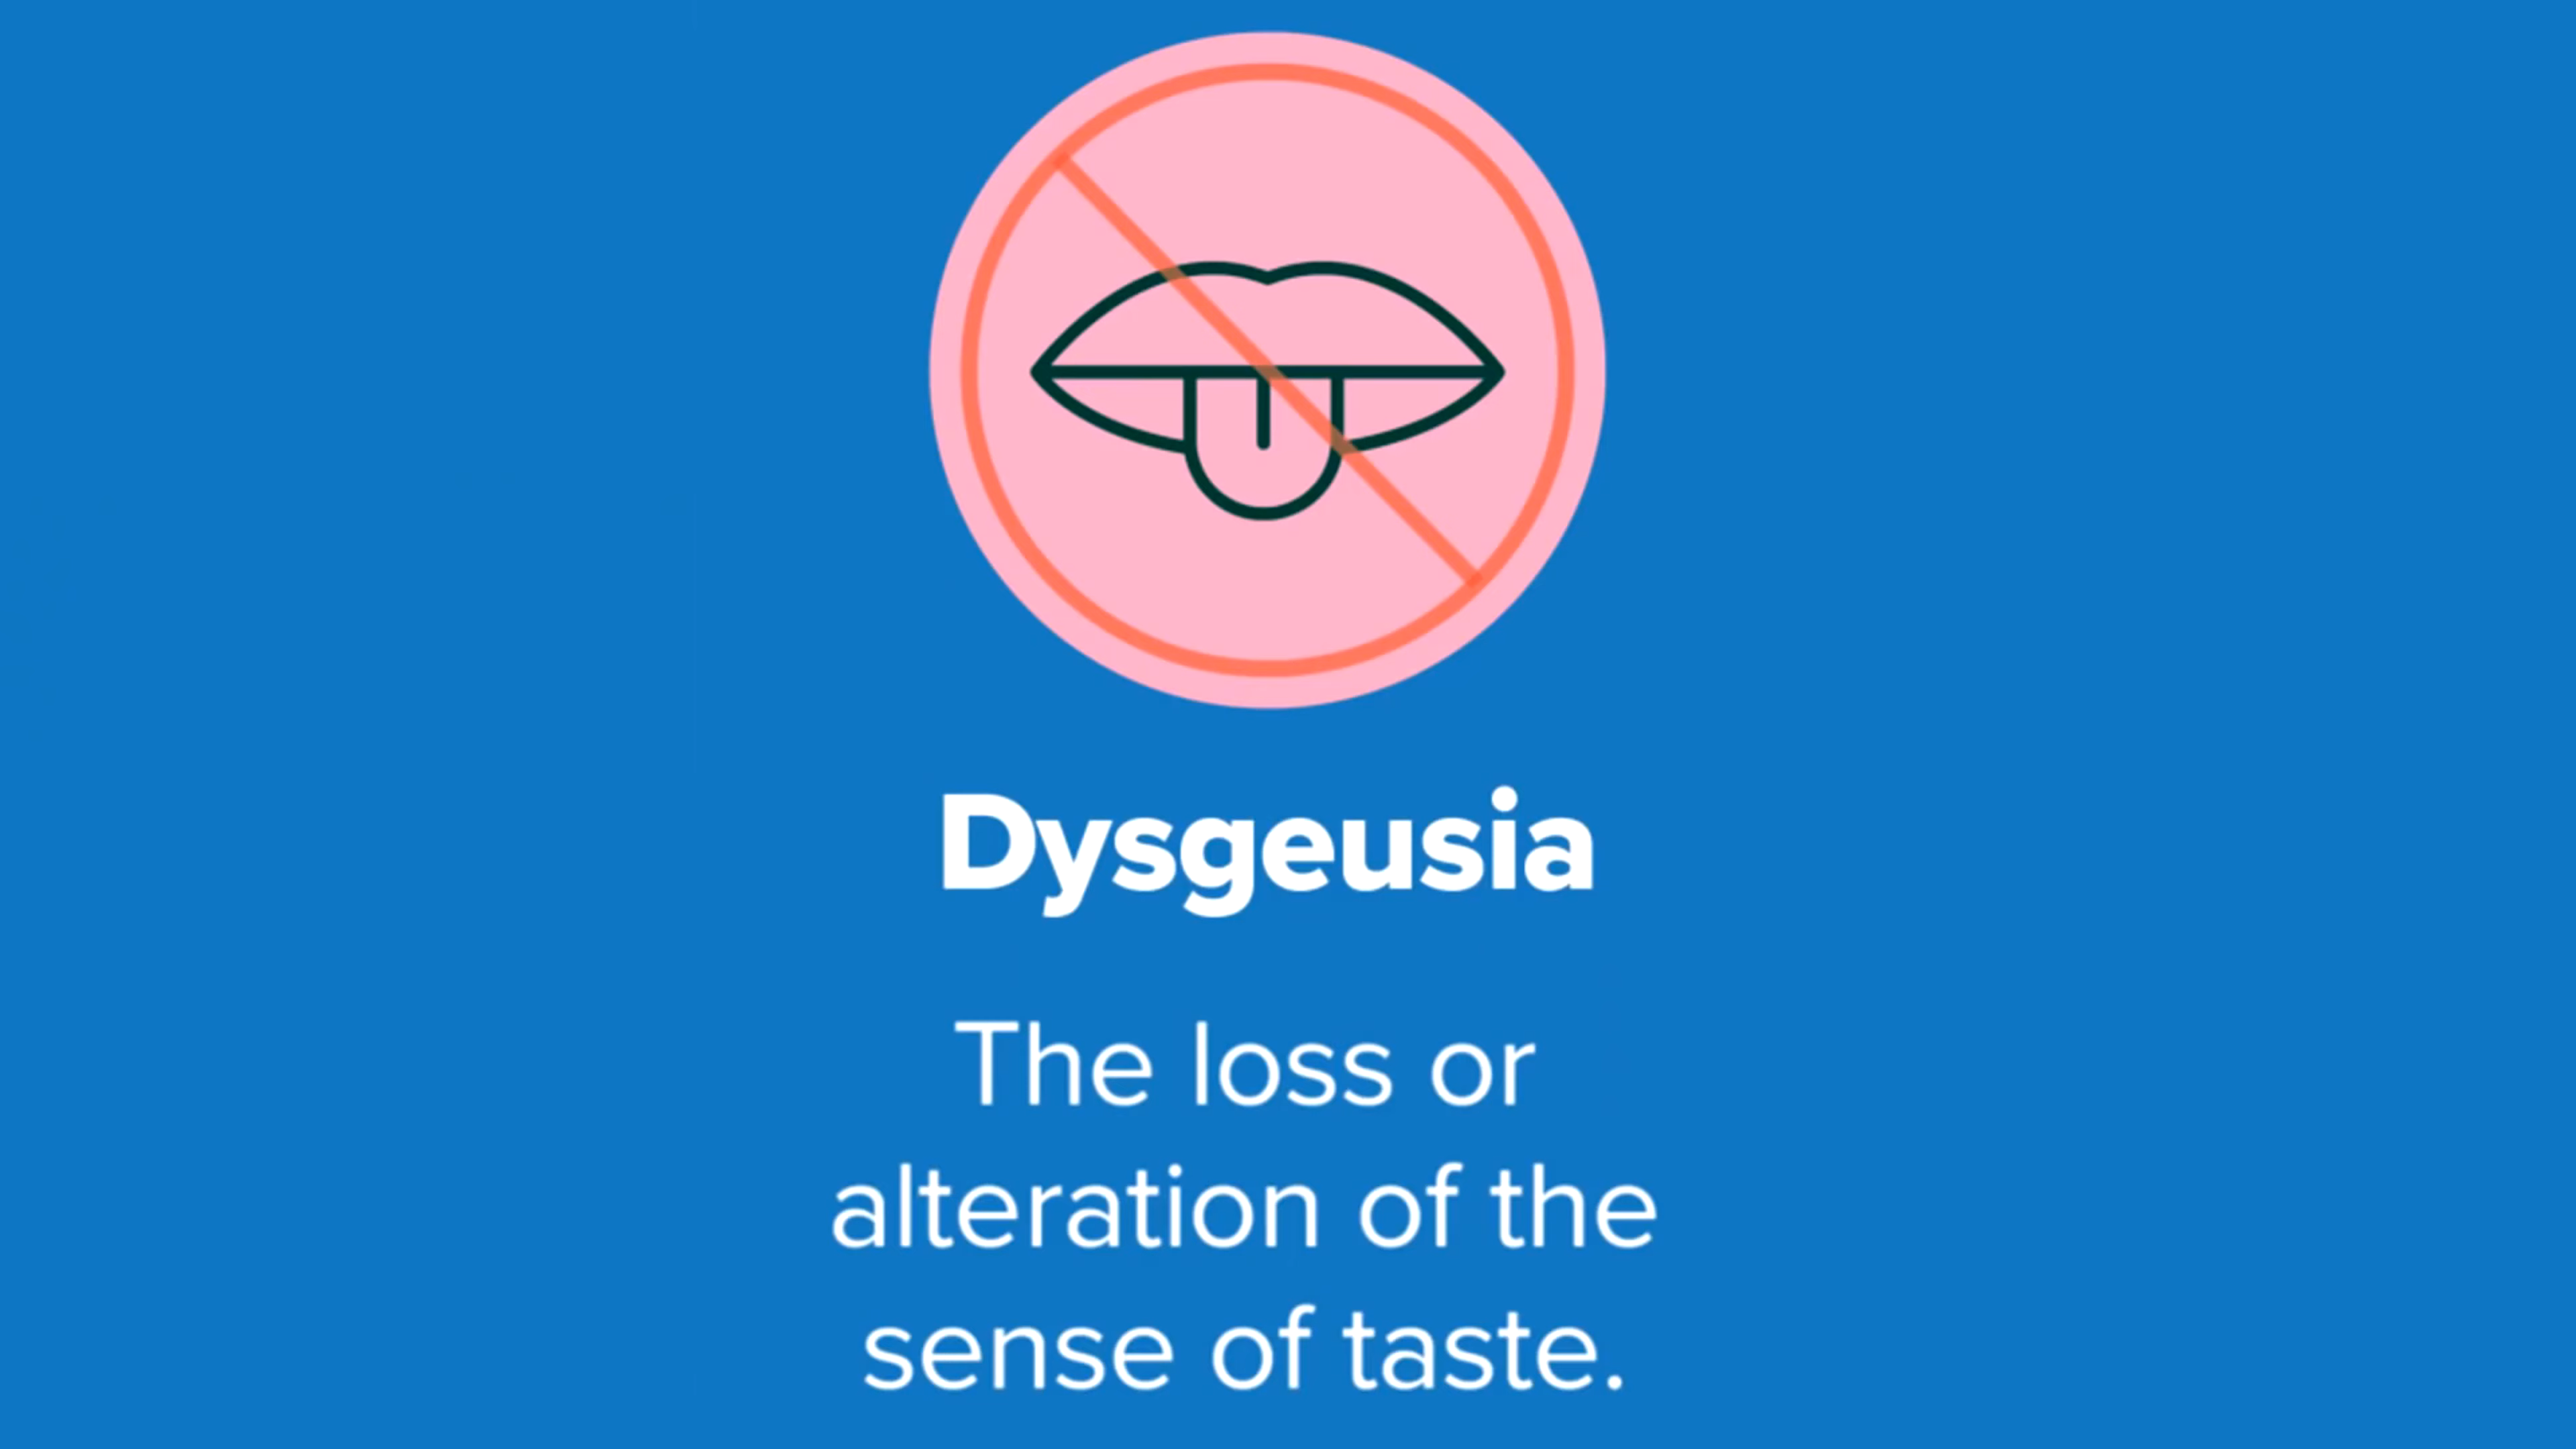 Dysgeusia
The loss or
alteration of the
sense of taste.